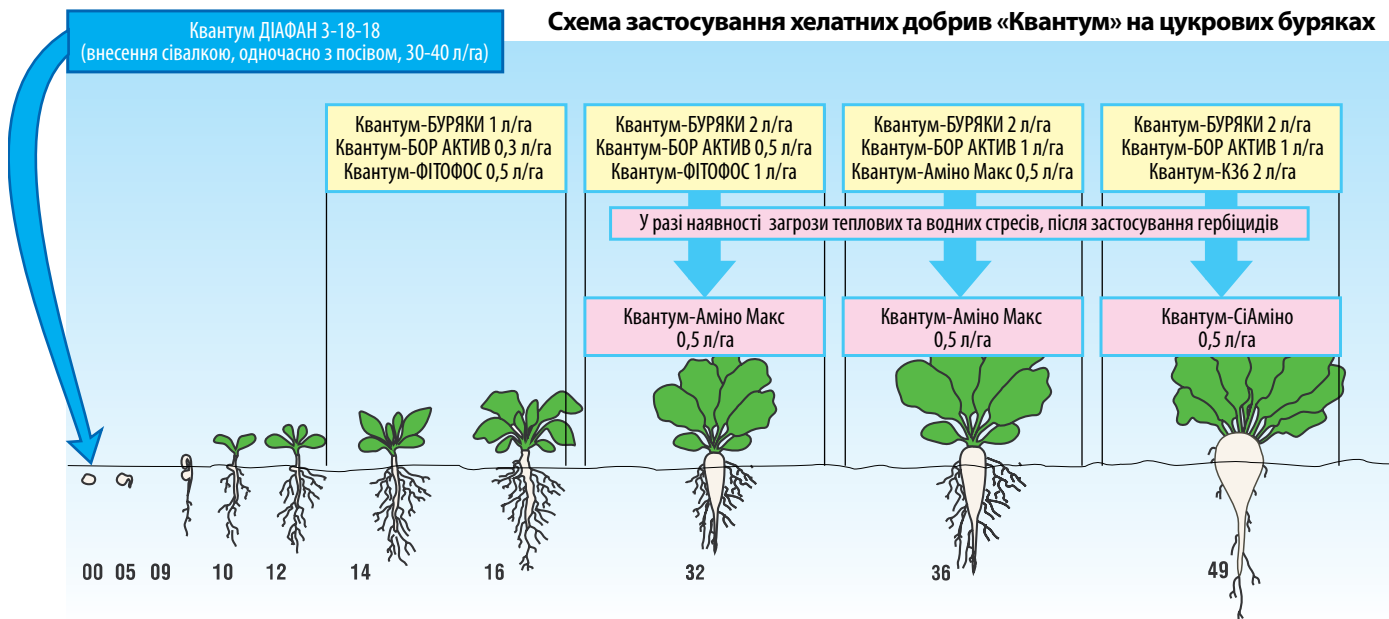 Схема застосування хелатних добрив «Квантум» на цукрових буряках
Квантум ДІАФАН 3-18-18
(внесення сівалкою, одночасно з посівом, 30-40 л/га)
Квантум-БУРЯКИ 1 л/га
Квантум-БОР АКТИВ 0,3 л/га
Квантум-ФІТОФОС 0,5 л/га
Квантум-БУРЯКИ 2 л/га
Квантум-БОР АКТИВ 0,5 л/га
Квантум-ФІТОФОС 1 л/га
Квантум-БУРЯКИ 2 л/га
Квантум-БОР АКТИВ 1 л/га
Квантум-Аміно Макс 0,5 л/га
Квантум-БУРЯКИ 2 л/га
Квантум-БОР АКТИВ 1 л/га
Квантум-К36 2 л/га
У разі наявності загрози теплових та водних стресів, після застосування гербіцидів
Квантум-Аміно Макс
0,5 л/га
Квантум-Аміно Макс
0,5 л/га
Квантум-СіАміно
0,5 л/га
00 05 09 10 12 14 16 32 36 49